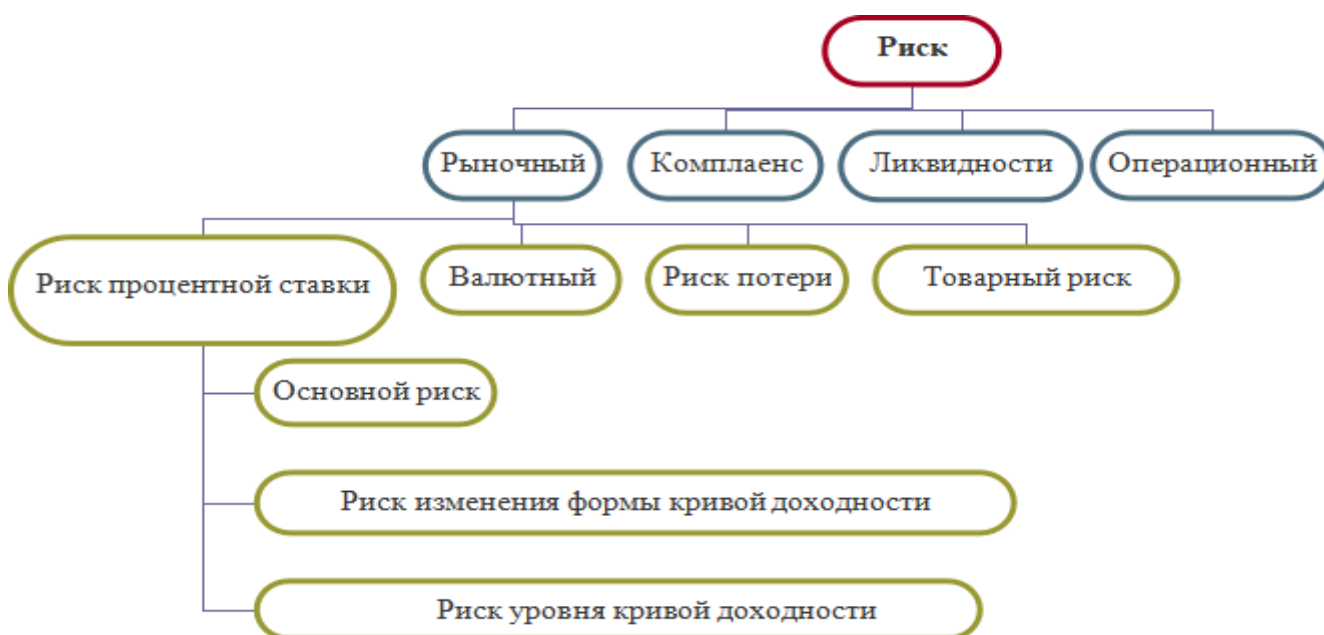 Риск
Рыночный
Комплаенс
Ликвидности
Операционный
Риск процентной ставки
Валютный
Риск потери
Товарный риск
Основной риск
Риск изменения формы кривой доходности
Риск уровня кривой доходности